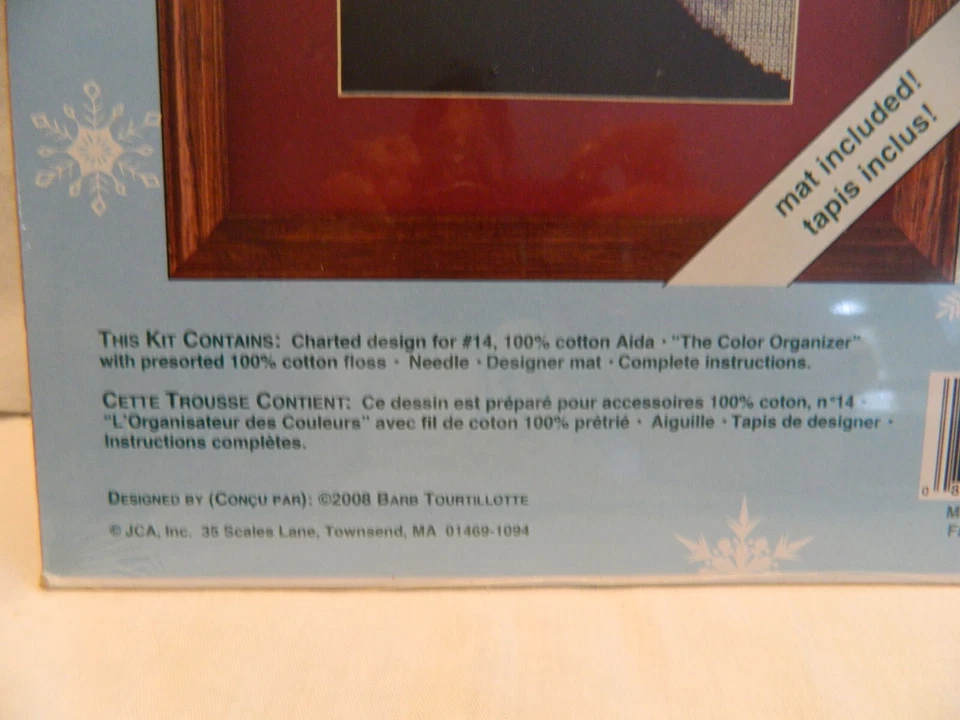 mat included!
tapis inclus!
THIS KIT CONTAINS: Charted design for #14, 100% cotton Aida · "The Color Organizer"
with presorted 100% cotton floss · Needle · Designer mat · Complete instructions.
CETTE TROUSSE CONTIENT: Ce dessin est préparé pour accessoires 100% coton, n°14 ·
"L'Organisateur des Couleurs" avec fil de coton 100% prétrié · Aiguille · Tapis de designer ·
Instructions complètes.
DESIGNED BY (CONÇU PAR): ©2008 BARB TOURTILLOTTE
© JCA, Inc. 35 Scales Lane, Townsend, MA 01469-1094
0 8